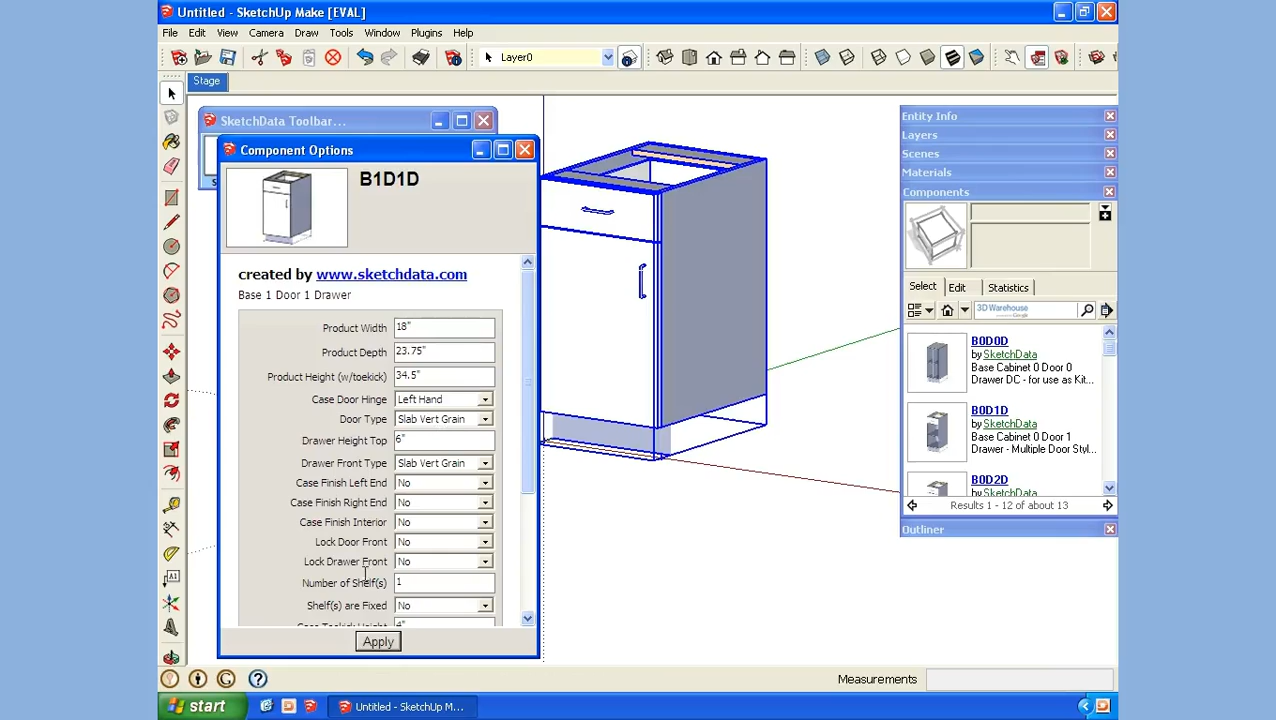 Untitled - SketchUp Make [EVAL]
File Edit View Camera Draw Tools Window Plugins Help
Layer0
Stage
SketchData Toolbar...
Component Options
B1D1D
created by www.sketchdata.com
Base 1 Door 1 Drawer
Product Width 18"
Product Depth 23.75"
Product Height (w/toekick) 34.5"
Case Door Hinge Left Hand
Door Type Slab Vert Grain
Drawer Height Top 6"
Drawer Front Type Slab Vert Grain
Case Finish Left End No
Case Finish Right End No
Case Finish Interior No
Lock Door Front No
Lock Drawer Front No
Number of Shelf(s) 1
Shelf(s) are Fixed No
Case Toekick Height 4"
Apply
Entity Info
Layers
Scenes
Materials
Components
Select Edit Statistics
3D Warehouse
B0D0D
by SketchData
Base Cabinet 0 Door 0
Drawer DC - for use as Kit...
B0D1D
by SketchData
Base Cabinet 0 Door 1
Drawer - Multiple Door Styl...
B0D2D
by SketchData
Results 1 - 12 of about 13
Outliner
Measurements
start
Untitled - SketchUp M...